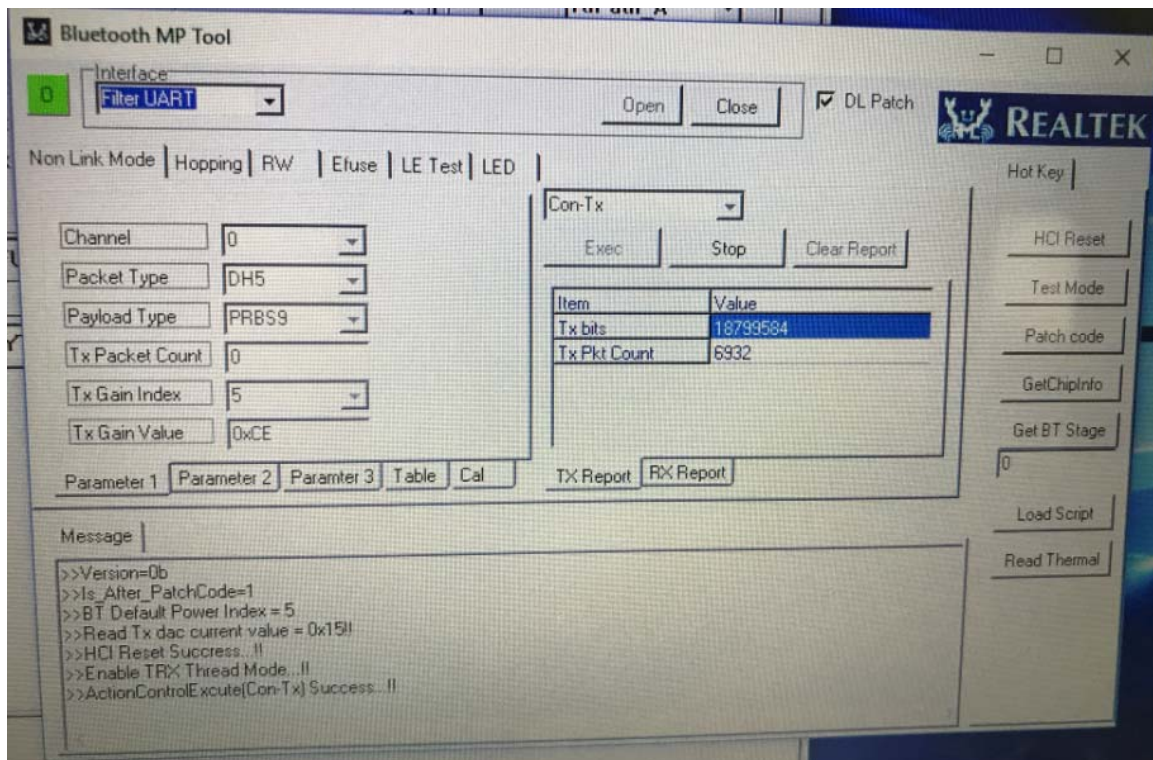 Bluetooth MP Tool
0
Interface
Filter UART
Open
Close
DL Patch
REALTEK
Non Link Mode
Hopping
RW
Efuse
LE Test
LED
Hot Key
Channel
0
Packet Type
DH5
Payload Type
PRBS9
Tx Packet Count
0
Tx Gain Index
5
Tx Gain Value
0xCE
Parameter 1
Parameter 2
Paramter 3
Table
Cal
Con-Tx
Exec
Stop
Clear Report
Item
Value
Tx bits
18799584
Tx Pkt Count
6932
TX Report
RX Report
HCI Reset
Test Mode
Patch code
GetChipInfo
Get BT Stage
0
Load Script
Read Thermal
Message
>>Version=0b
>>Is_After_PatchCode=1
>>BT Default Power Index = 5
>>Read Tx dac current value = 0x15!!
>>HCI Reset Succress...!!
>>Enable TRX Thread Mode...!!
>>ActionControlExcute(Con-Tx) Success...!!